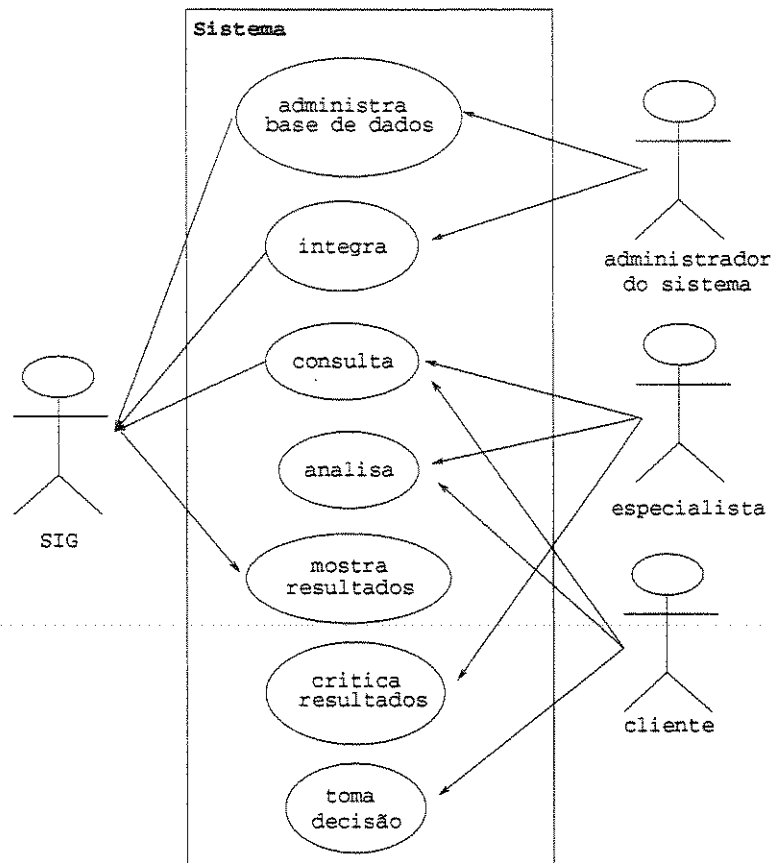 Sistema
administra
base de dados
integra
administrador
do sistema
consulta
analisa
especialista
SIG
mostra
resultados
critica
resultados
cliente
toma
decisão